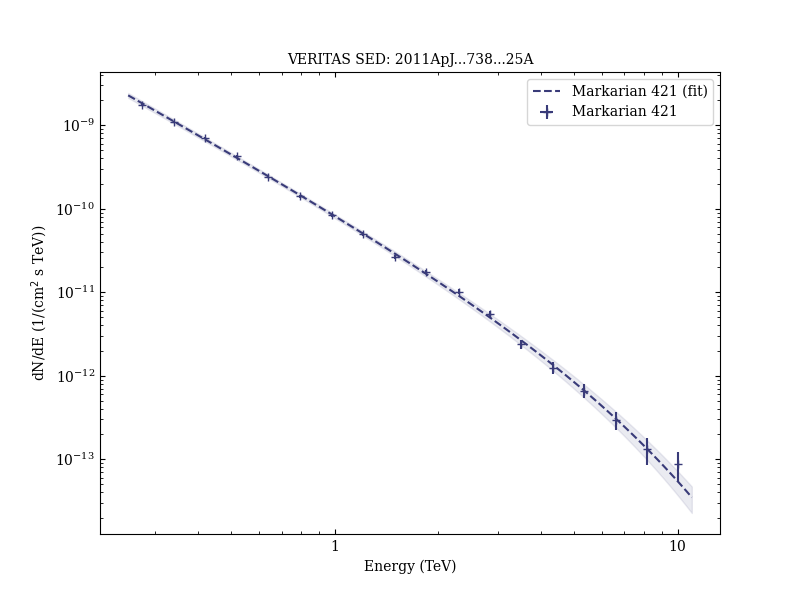 VERITAS SED: 2011ApJ...738...25A
Markarian 421 (fit)
Markarian 421
dN/dE (1/(cm² s TeV))
10⁻⁹
10⁻¹⁰
10⁻¹¹
10⁻¹²
10⁻¹³
1
10
Energy (TeV)